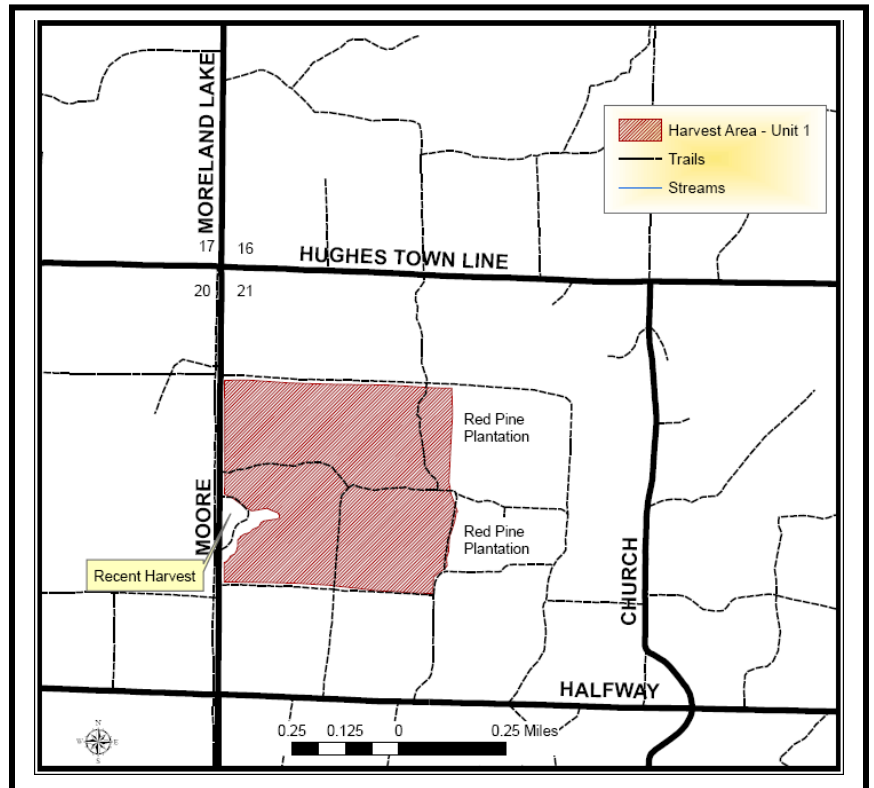 MORELAND LAKE
Harvest Area - Unit 1
Trails
Streams
17 16
HUGHES TOWN LINE
20 21
Red Pine
Plantation
MOORE
Red Pine
Plantation
Recent Harvest
CHURCH
HALFWAY
N
W E
S
0.25 0.125 0 0.25 Miles